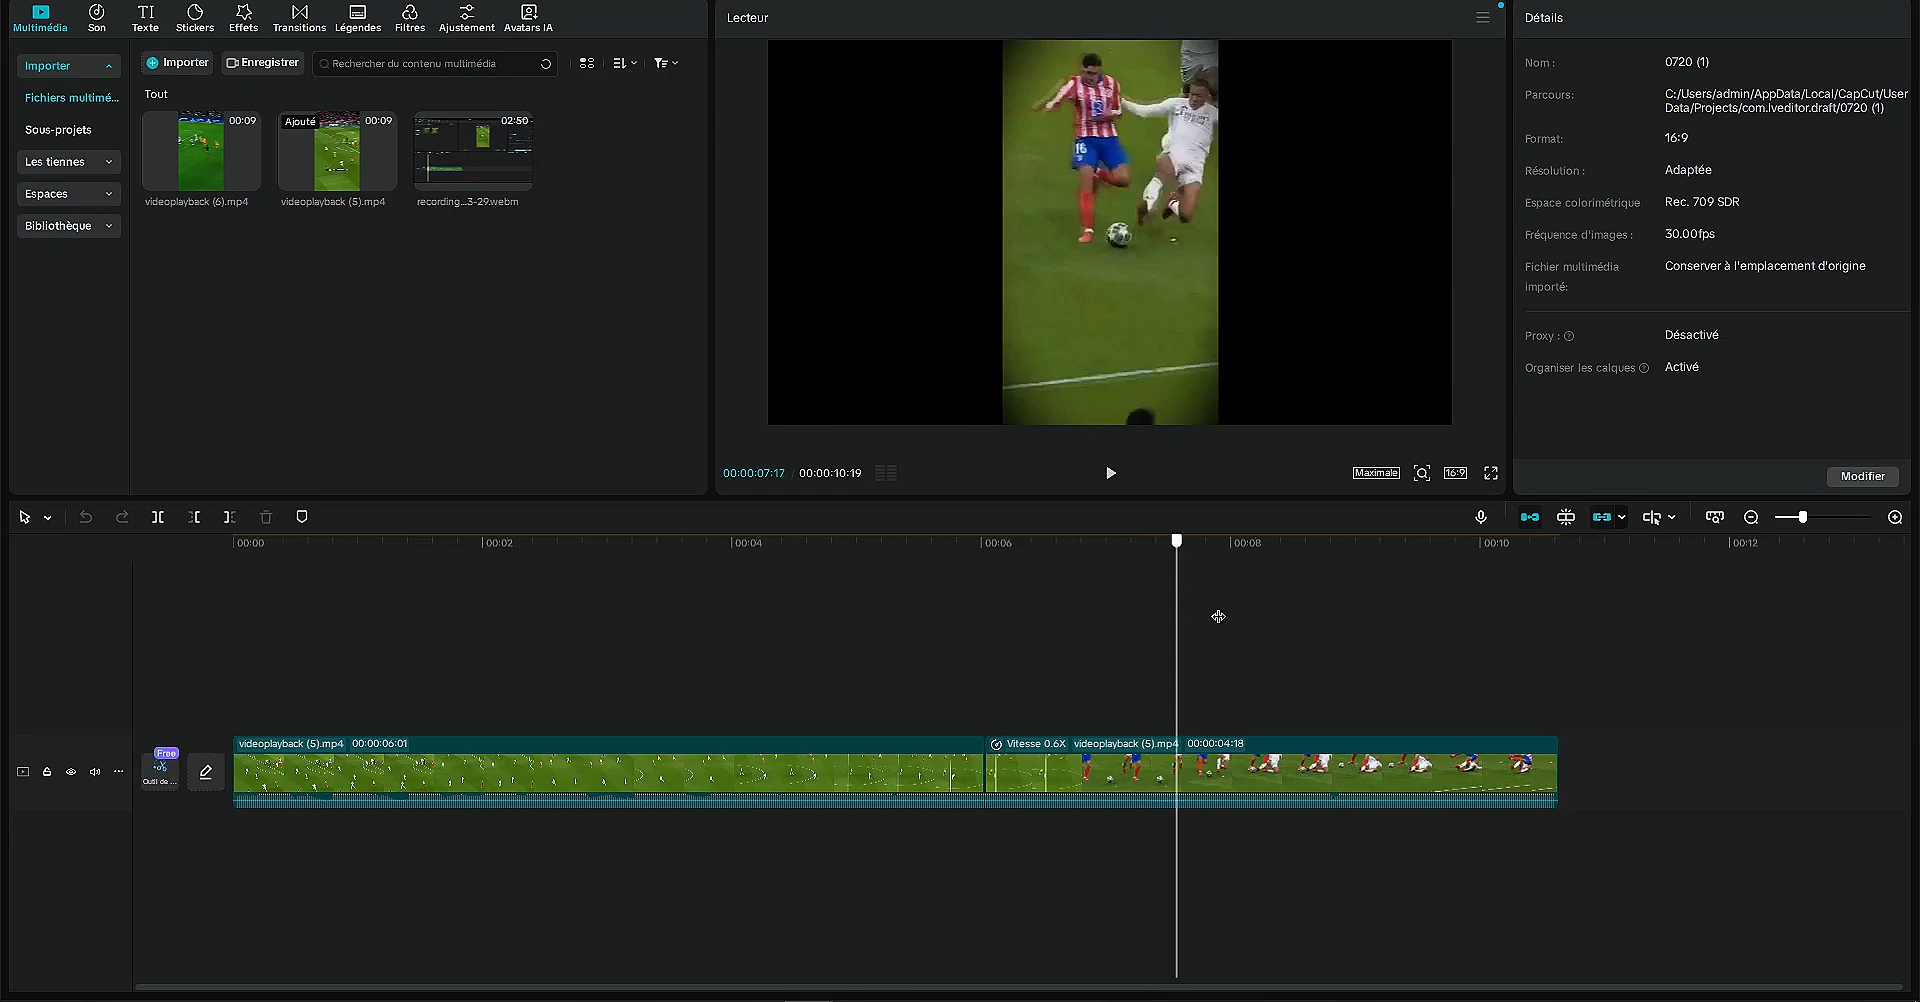 Multimédia
Son
Texte
Stickers
Effets
Transitions
Légendes
Filtres
Ajustement
Avatars IA
Importer
Fichiers multimé...
Sous-projets
Les tiennes
Espaces
Bibliothèque
Importer
Enregistrer
Rechercher du contenu multimédia
Tout
00:09
Ajouté
00:09
02:50
videoplayback (6).mp4
videoplayback (5).mp4
recording...3-29.webm
Lecteur
16
00:00:07:17 / 00:00:10:19
Maximale
16:9
Détails
Nom :
0720 (1)
Parcours:
C:/Users/admin/AppData/Local/CapCut/User
Data/Projects/com.lveditor.draft/0720 (1)
Format:
16:9
Résolution :
Adaptée
Espace colorimétrique
Rec. 709 SDR
Fréquence d'images :
30.00fps
Fichier multimédia
importé:
Conserver à l'emplacement d'origine
Proxy :
Désactivé
Organiser les calques
Activé
Modifier
00:00
00:02
00:04
00:06
00:08
00:10
00:12
Free
Outil de ...
videoplayback (5).mp4 00:00:06:01
Vitesse 0.6X videoplayback (5).mp4 00:00:04:18